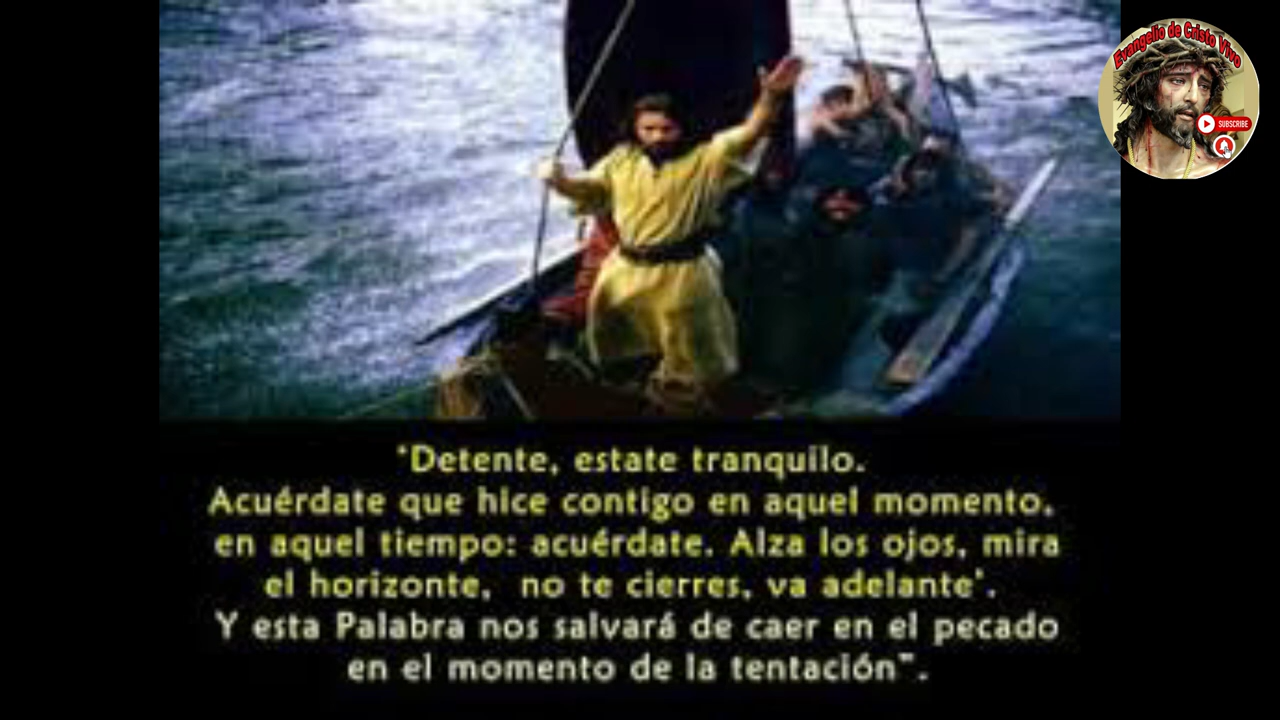 Evangelio de Cristo Vivo
SUBSCRIBE
"Detente, estate tranquilo.
Acuérdate que hice contigo en aquel momento,
en aquel tiempo: acuérdate. Alza los ojos, mira
el horizonte, no te cierres, va adelante".
Y esta Palabra nos salvará de caer en el pecado
en el momento de la tentación”.